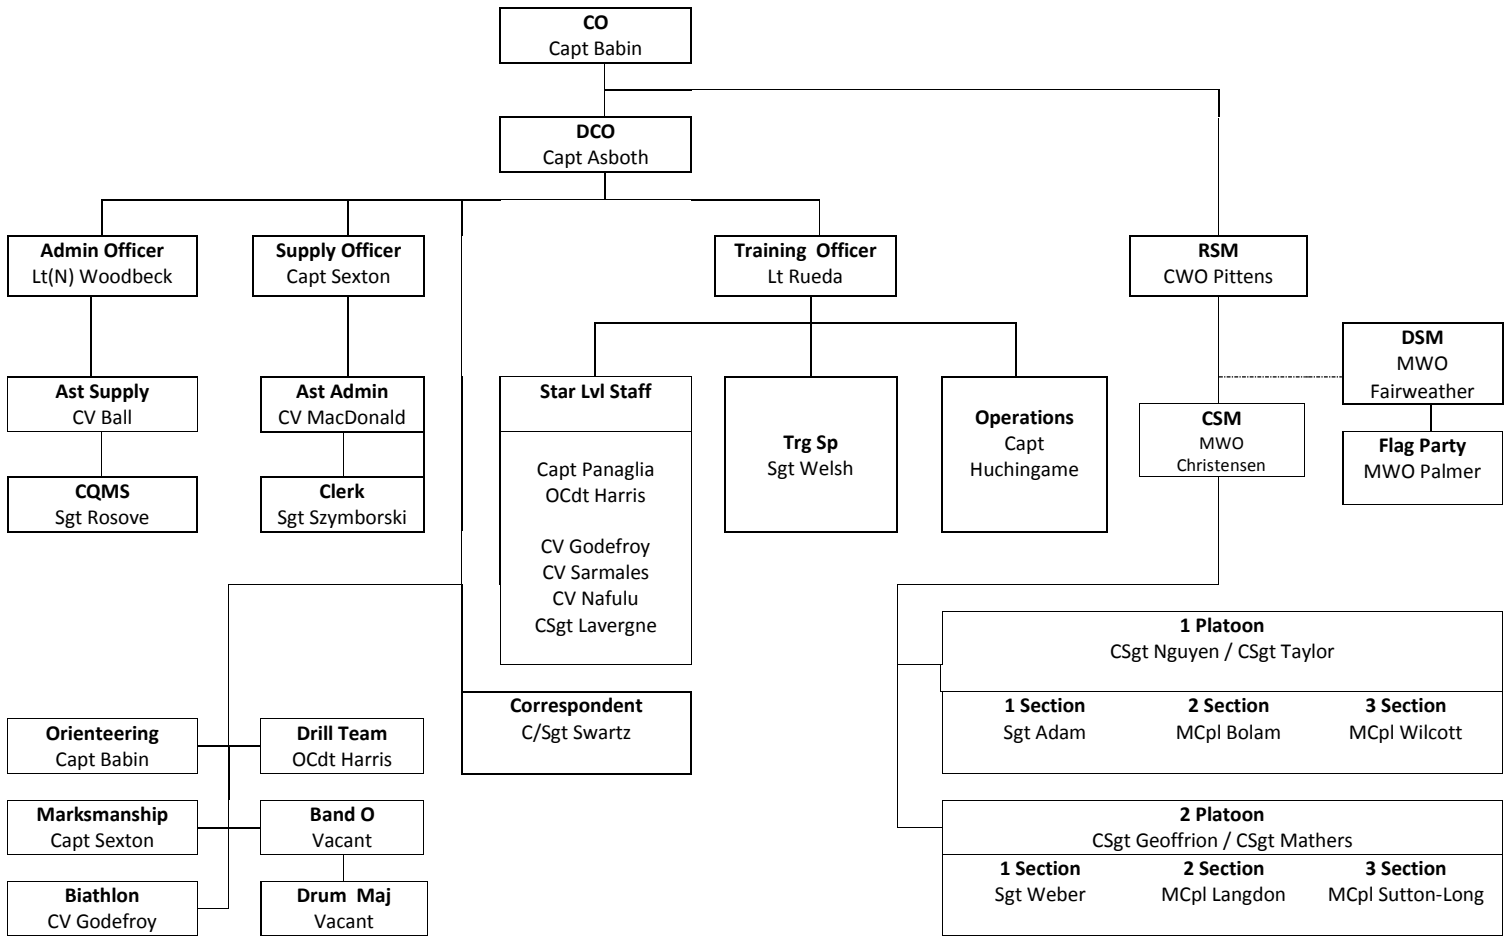 CO
Capt Babin
DCO
Capt Asboth
Admin Officer
Lt(N) Woodbeck
Supply Officer
Capt Sexton
Training Officer
Lt Rueda
RSM
CWO Pittens
DSM
MWO
Fairweather
Ast Supply
CV Ball
Ast Admin
CV MacDonald
Star Lvl Staff
Capt Panaglia
OCdt Harris
CV Godefroy
CV Sarmales
CV Nafulu
CSgt Lavergne
Trg Sp
Sgt Welsh
Operations
Capt
Huchingame
CSM
MWO
Christensen
Flag Party
MWO Palmer
CQMS
Sgt Rosove
Clerk
Sgt Szymborski
1 Platoon
CSgt Nguyen / CSgt Taylor
1 Section
Sgt Adam
2 Section
MCpl Bolam
3 Section
MCpl Wilcott
Correspondent
C/Sgt Swartz
Orienteering
Capt Babin
Drill Team
OCdt Harris
Marksmanship
Capt Sexton
Band O
Vacant
Biathlon
CV Godefroy
Drum Maj
Vacant
2 Platoon
CSgt Geoffrion / CSgt Mathers
1 Section
Sgt Weber
2 Section
MCpl Langdon
3 Section
MCpl Sutton-Long